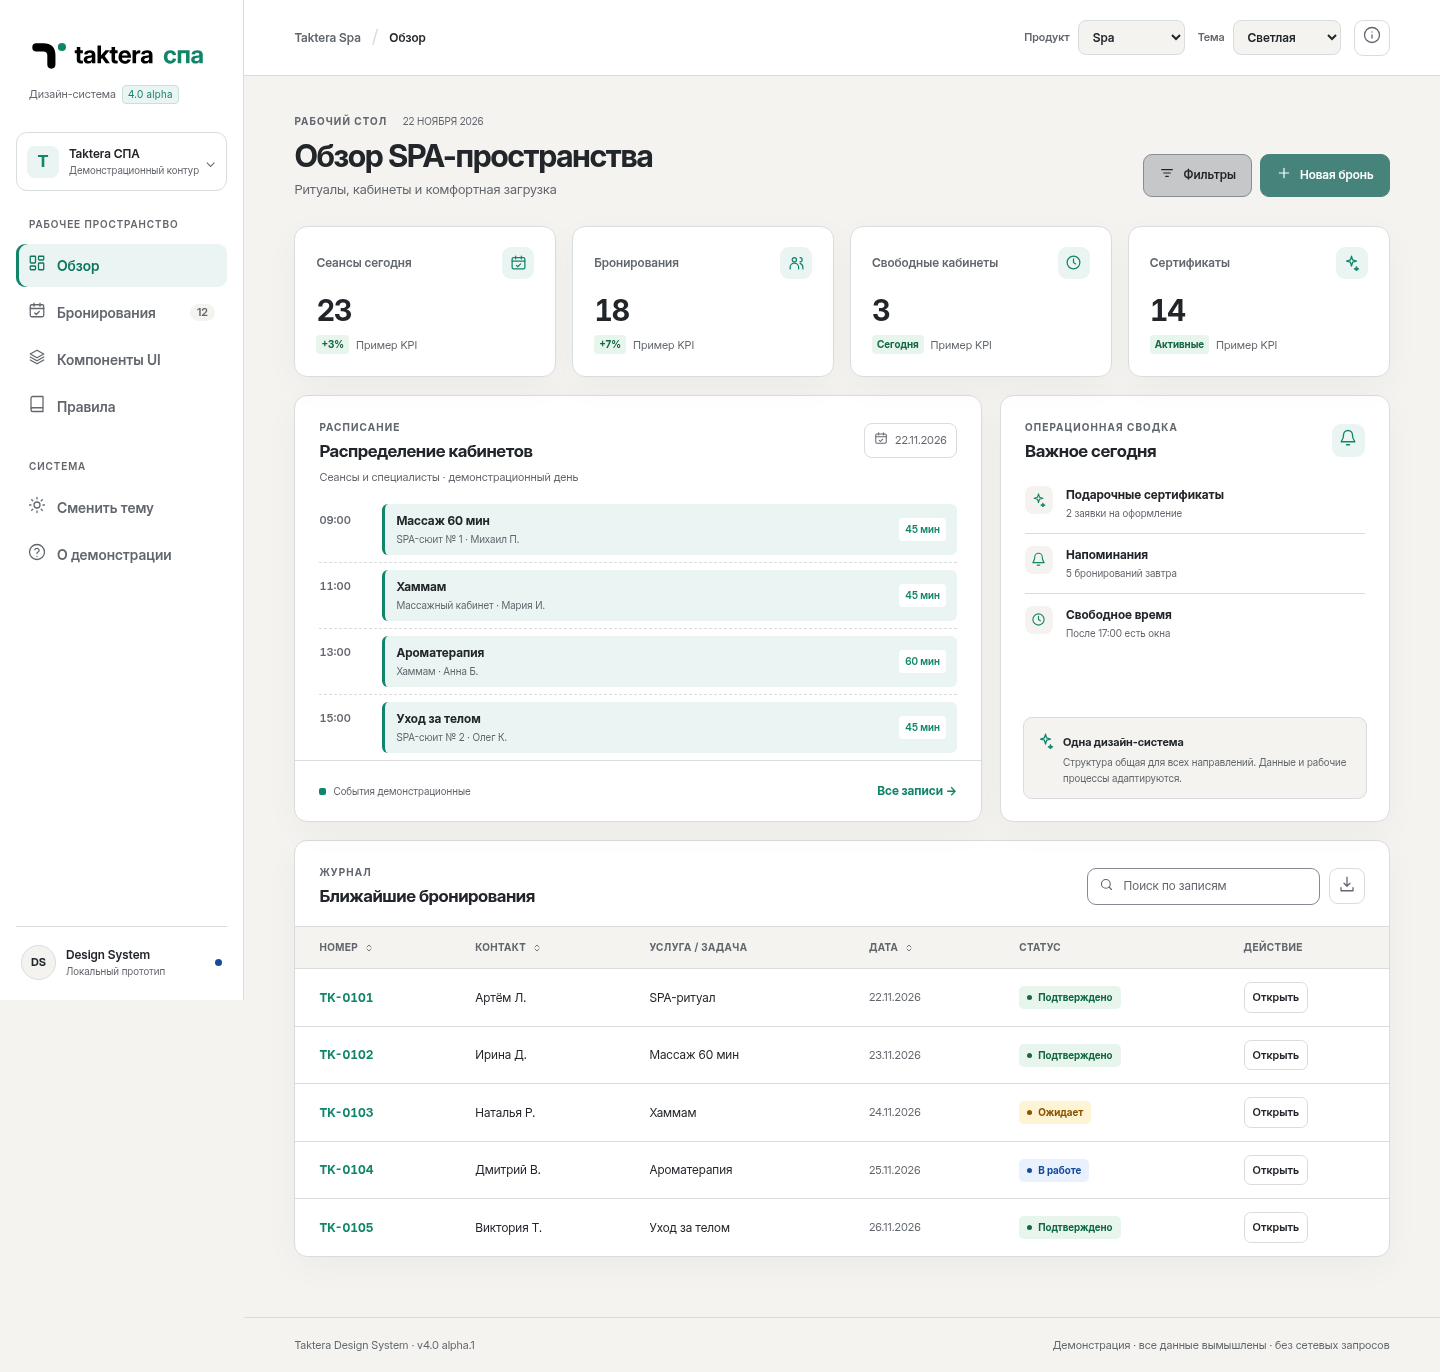 taktera спа
Дизайн-система 4.0 alpha
T
Taktera СПА
Демонстрационный контур
РАБОЧЕЕ ПРОСТРАНСТВО
Обзор
Бронирования 12
Компоненты UI
Правила
СИСТЕМА
Сменить тему
О демонстрации
DS
Design System
Локальный прототип
Taktera Spa / Обзор
Продукт Spa Тема Светлая
РАБОЧИЙ СТОЛ 22 НОЯБРЯ 2026
Обзор SPA-пространства
Ритуалы, кабинеты и комфортная загрузка
Фильтры Новая бронь
Сеансы сегодня
23
+3% Пример KPI
Бронирования
18
+7% Пример KPI
Свободные кабинеты
3
Сегодня Пример KPI
Сертификаты
14
Активные Пример KPI
РАСПИСАНИЕ
Распределение кабинетов
Сеансы и специалисты · демонстрационный день
22.11.2026
09:00 Массаж 60 мин
SPA-сюит № 1 · Михаил П.
45 мин
11:00 Хаммам
Массажный кабинет · Мария И.
45 мин
13:00 Ароматерапия
Хаммам · Анна Б.
60 мин
15:00 Уход за телом
SPA-сюит № 2 · Олег К.
45 мин
События демонстрационные Все записи →
ОПЕРАЦИОННАЯ СВОДКА
Важное сегодня
Подарочные сертификаты
2 заявки на оформление
Напоминания
5 бронирований завтра
Свободное время
После 17:00 есть окна
Одна дизайн-система
Структура общая для всех направлений. Данные и рабочие
процессы адаптируются.
ЖУРНАЛ
Ближайшие бронирования
Поиск по записям
НОМЕР КОНТАКТ УСЛУГА / ЗАДАЧА ДАТА СТАТУС ДЕЙСТВИЕ
TK-0101 Артём Л. SPA-ритуал 22.11.2026 Подтверждено Открыть
TK-0102 Ирина Д. Массаж 60 мин 23.11.2026 Подтверждено Открыть
TK-0103 Наталья Р. Хаммам 24.11.2026 Ожидает Открыть
TK-0104 Дмитрий В. Ароматерапия 25.11.2026 В работе Открыть
TK-0105 Виктория Т. Уход за телом 26.11.2026 Подтверждено Открыть
Taktera Design System · v4.0 alpha.1
Демонстрация · все данные вымышлены · без сетевых запросов